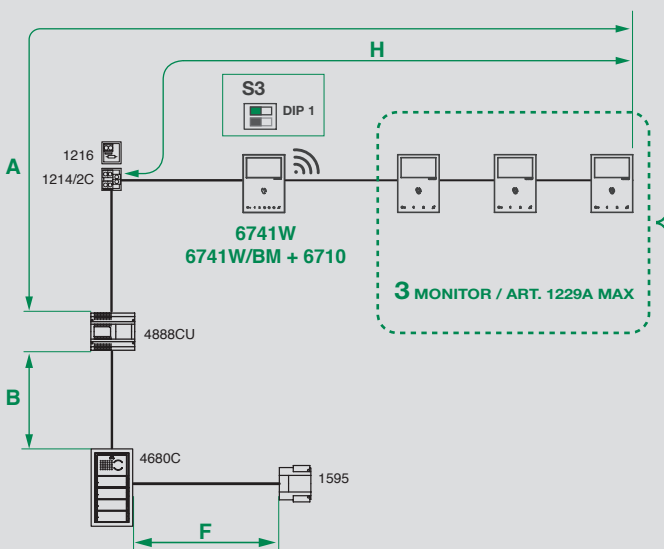 H
S3
DIP 1
A
1216
1214/2C
6741W
6741W/BM + 6710
Y
3 MONITOR / ART. 1229A MAX
4888CU
B
4680C
1595
F